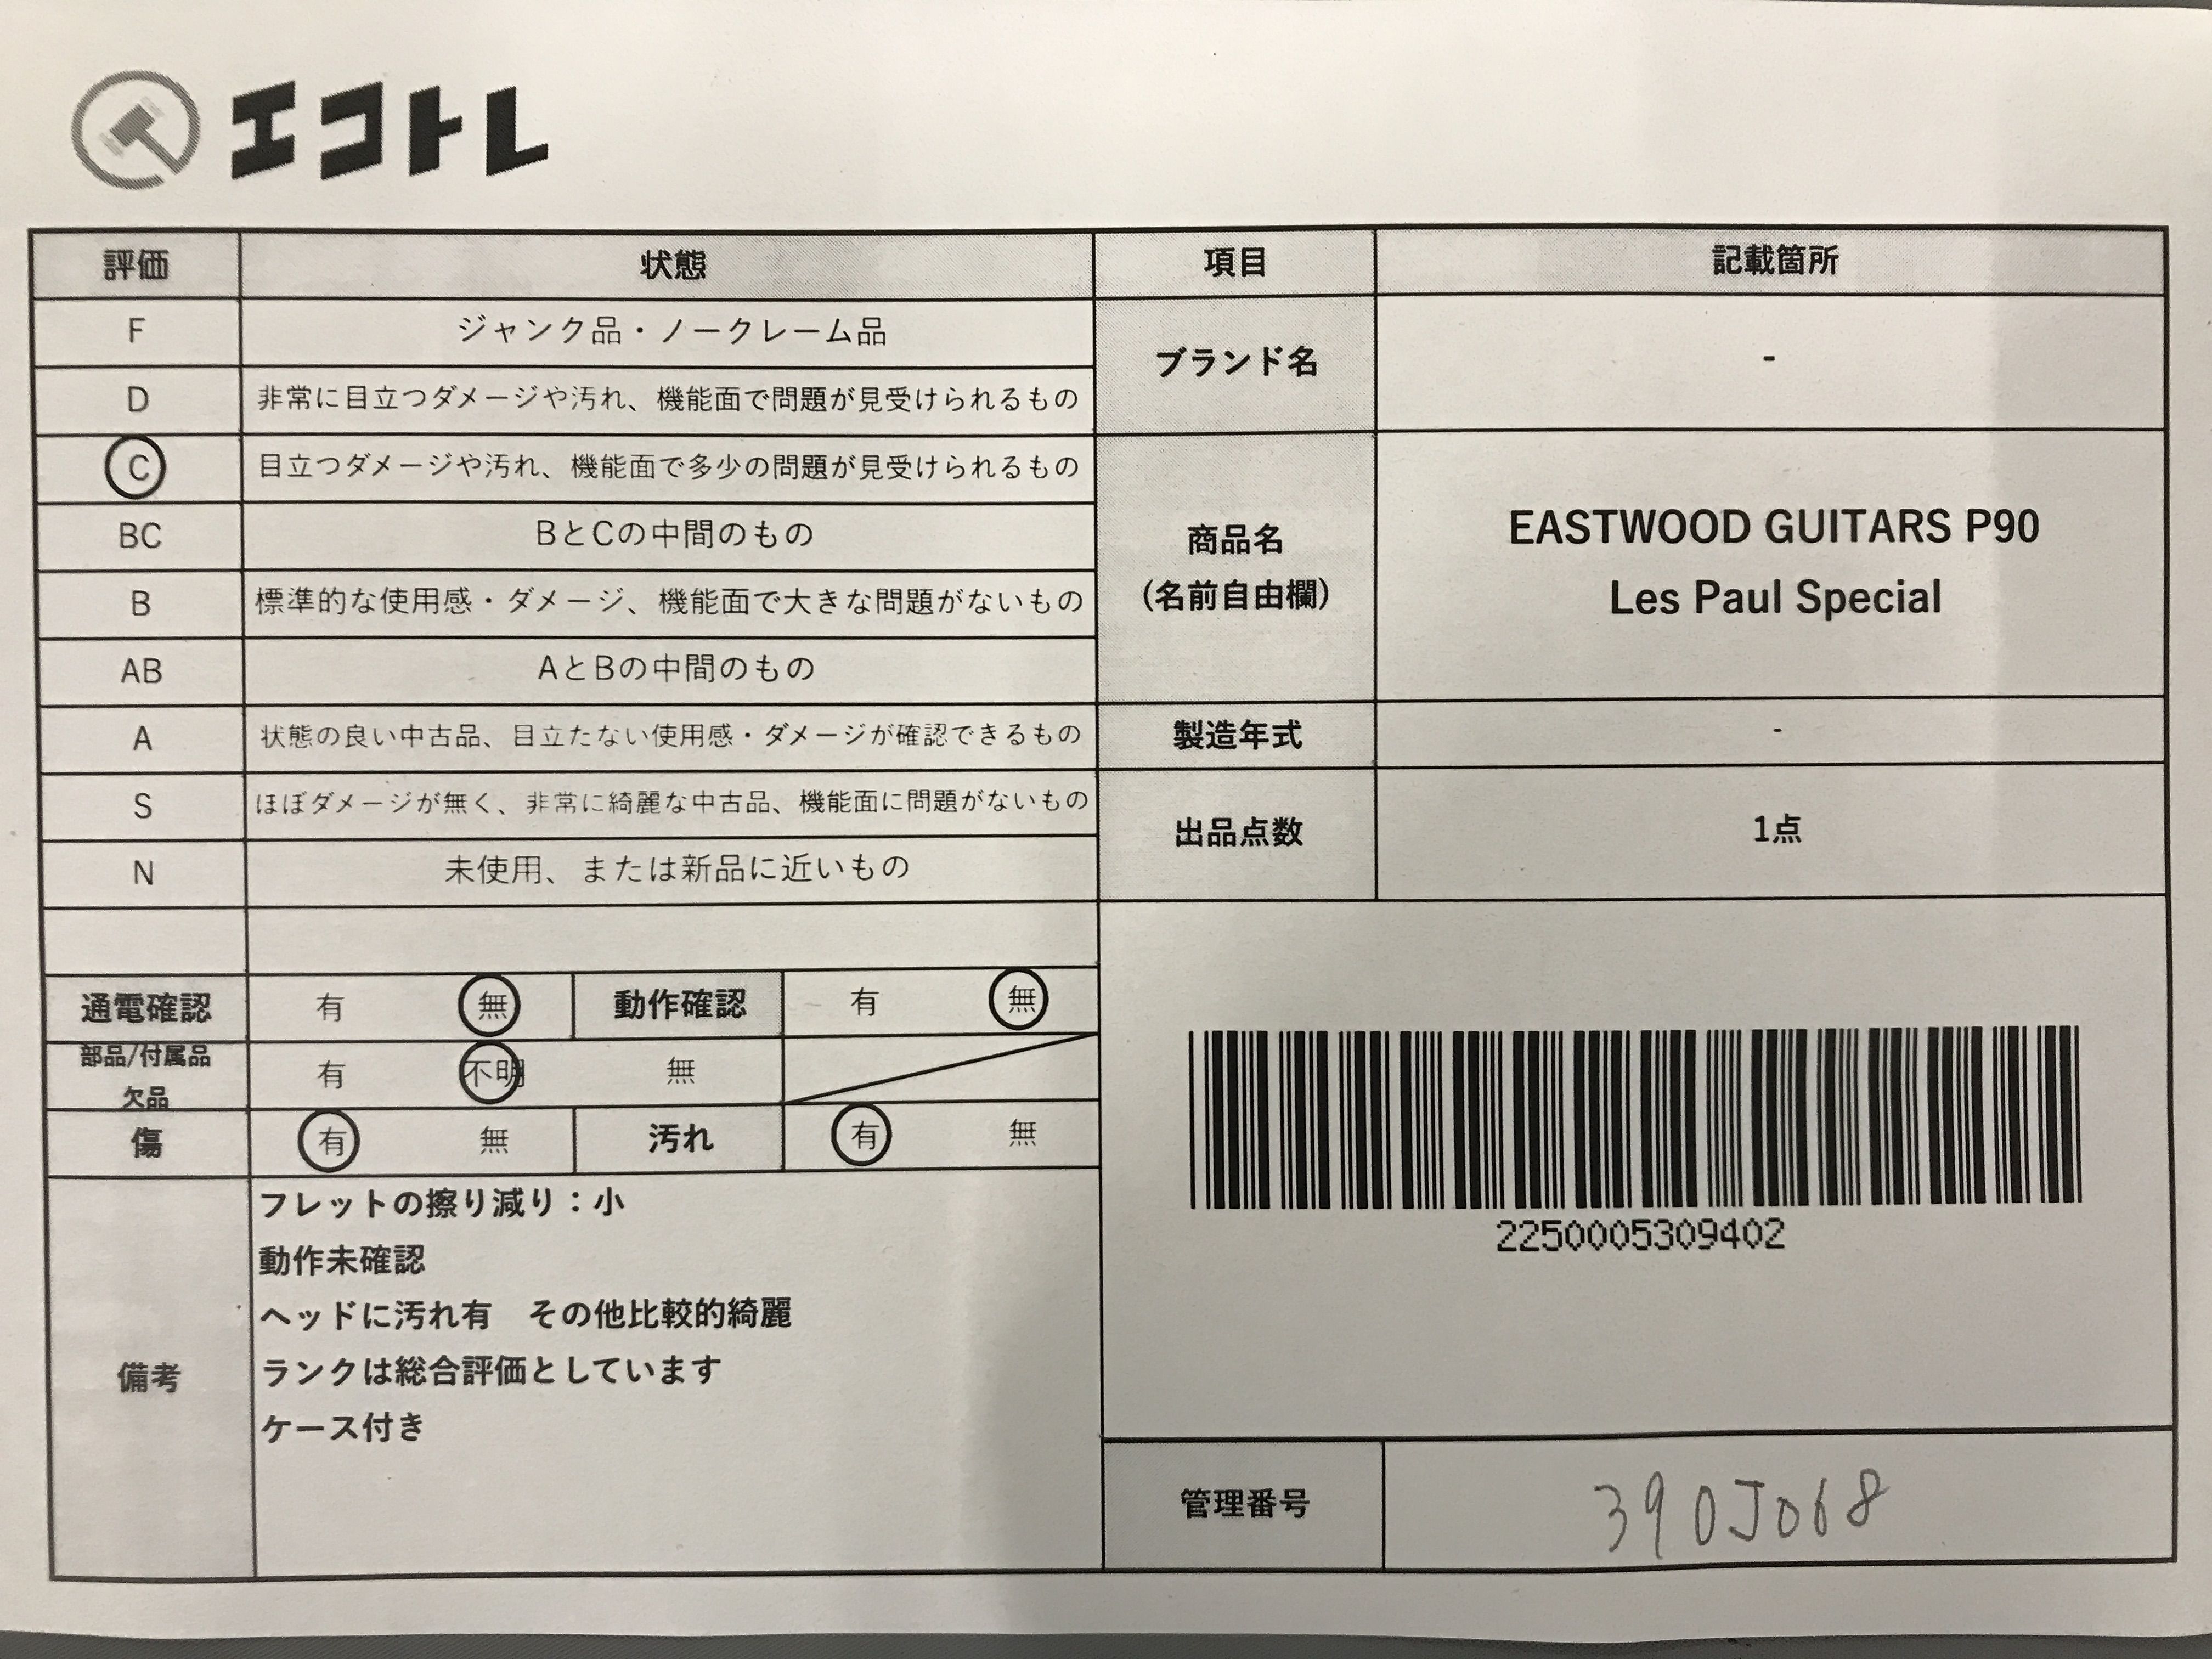 エコトレ
評価 状態 項目 記載箇所
F ジャンク品・ノークレーム品
ブランド名 -
D 非常に目立つダメージや汚れ、機能面で問題が見受けられるもの
C 目立つダメージや汚れ、機能面で多少の問題が見受けられるもの
BC BとCの中間のもの
商品名
(名前自由欄)
EASTWOOD GUITARS P90
Les Paul Special
B 標準的な使用感・ダメージ、機能面で大きな問題がないもの
AB AとBの中間のもの
A 状態の良い中古品、目立たない使用感・ダメージが確認できるもの
製造年式 -
S ほぼダメージが無く、非常に綺麗な中古品、機能面に問題がないもの
出品点数 1点
N 未使用、または新品に近いもの
通電確認 有 無 動作確認 有 無
部品/付属品
欠品
有 不明 無
傷 有 無 汚れ 有 無
2250005309402
備考
フレットの擦り減り：小
動作未確認
ヘッドに汚れ有　その他比較的綺麗
ランクは総合評価としています
ケース付き
管理番号 390J068